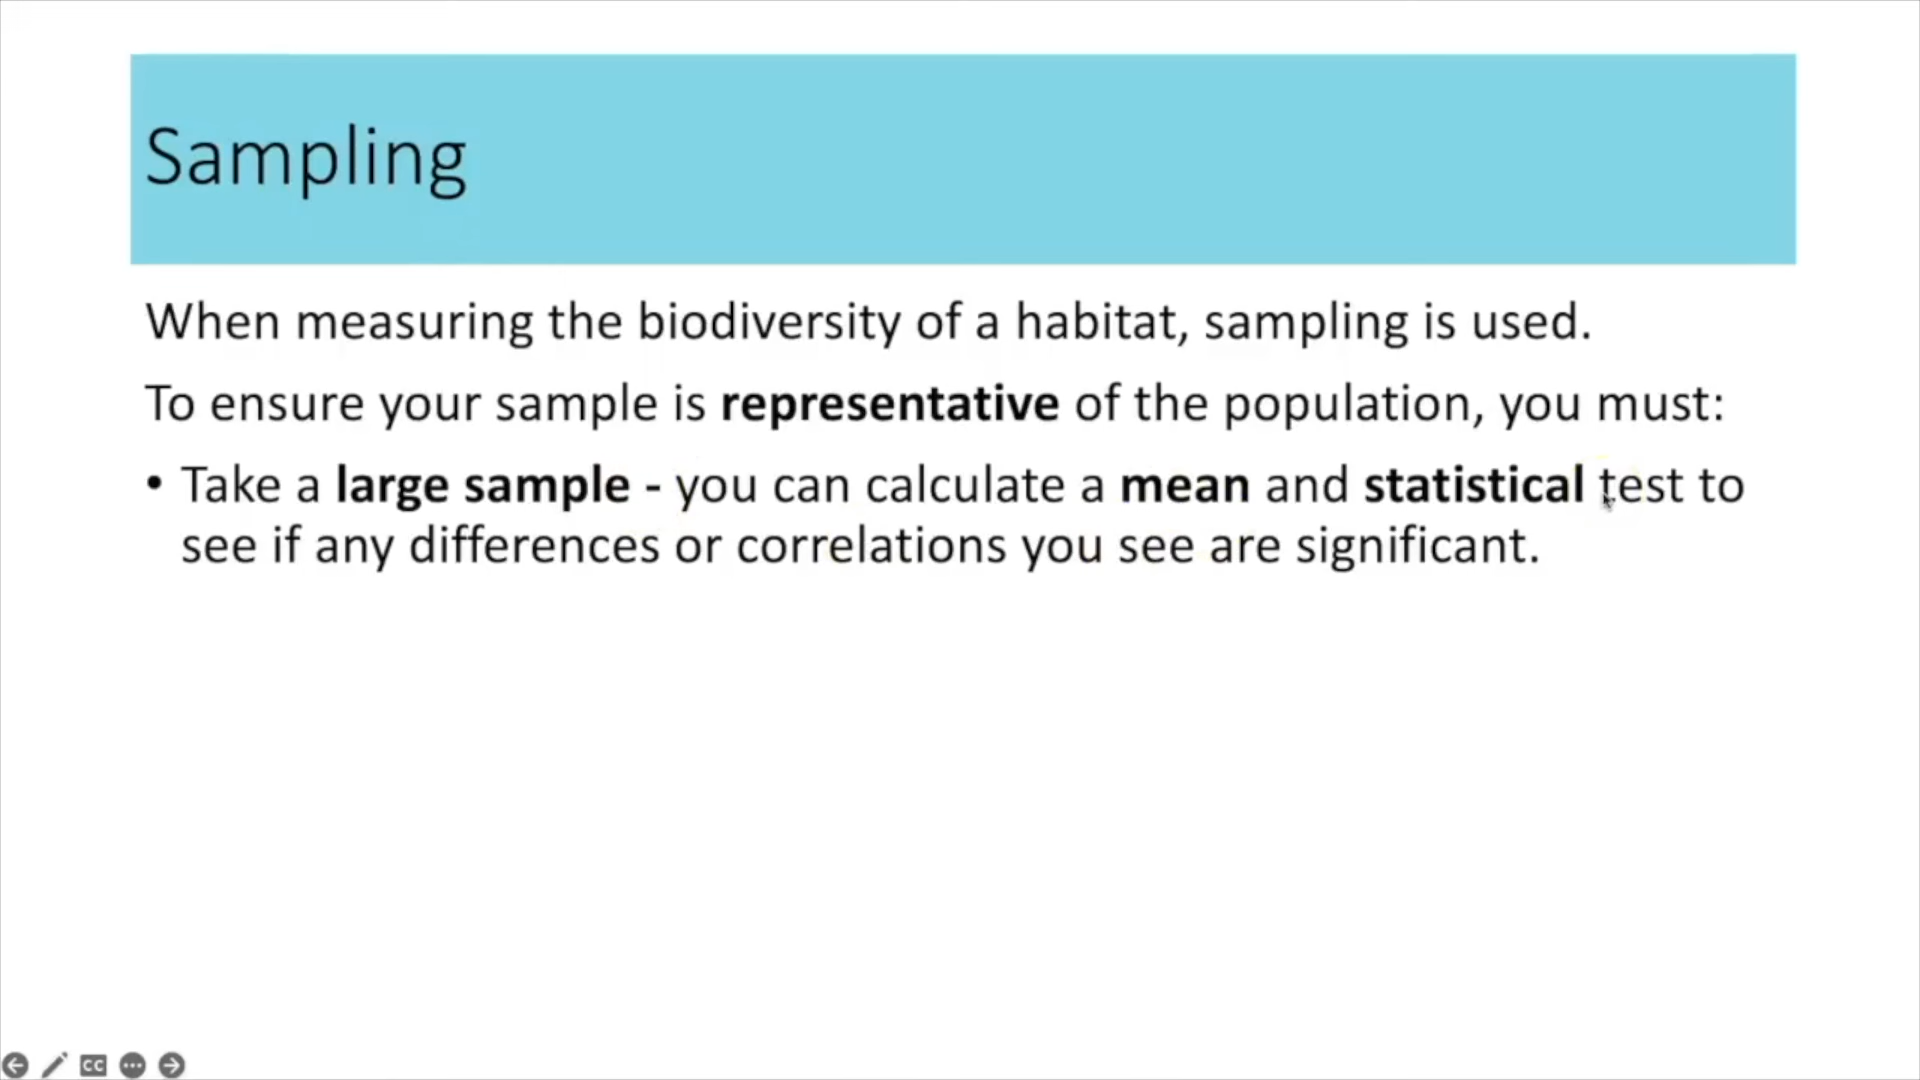 Sampling
When measuring the biodiversity of a habitat, sampling is used.
To ensure your sample is representative of the population, you must:
• Take a large sample - you can calculate a mean and statistical test to
see if any differences or correlations you see are significant.
CC